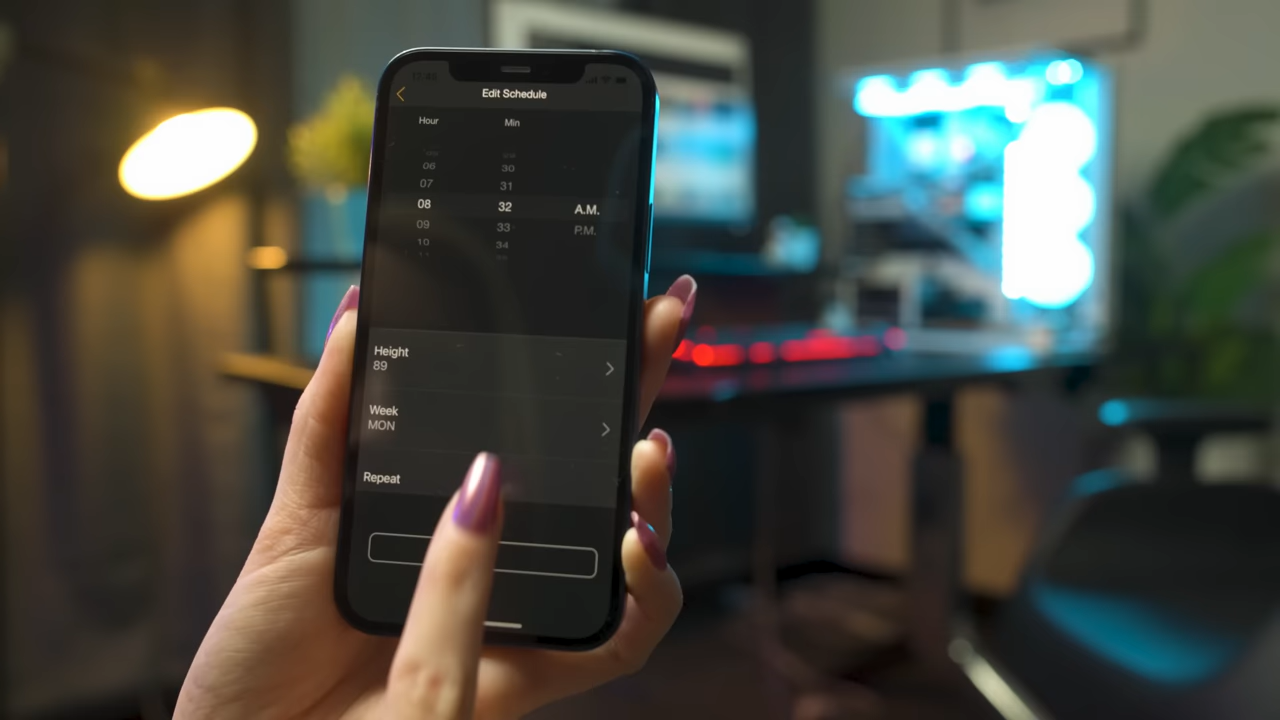 Edit Schedule
Hour Min
06 30
07 31
08 32 A.M.
09 33 P.M.
10 34
Height
89
Week
MON
Repeat